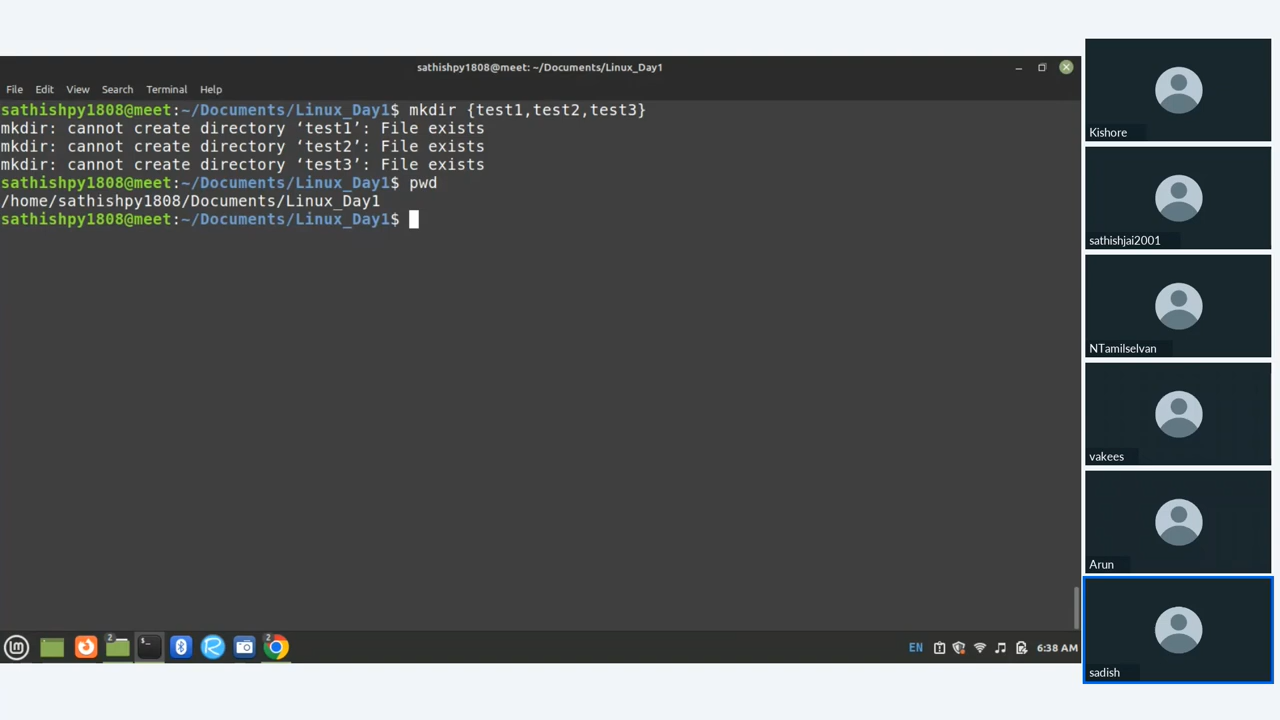 sathishpy1808@meet: ~/Documents/Linux_Day1
File Edit View Search Terminal Help
sathishpy1808@meet:~/Documents/Linux_Day1$ mkdir {test1,test2,test3}
mkdir: cannot create directory ‘test1’: File exists
mkdir: cannot create directory ‘test2’: File exists
mkdir: cannot create directory ‘test3’: File exists
sathishpy1808@meet:~/Documents/Linux_Day1$ pwd
/home/sathishpy1808/Documents/Linux_Day1
sathishpy1808@meet:~/Documents/Linux_Day1$
2
2
EN
6:38 AM
Kishore
sathishjai2001
NTamilselvan
vakees
Arun
sadish